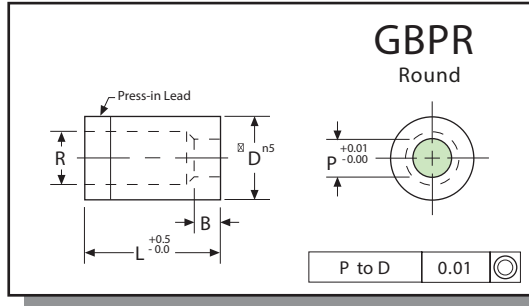 GBPR
Round
Press-in Lead
R
D n5
B
L +0.5 -0.0
P +0.01 -0.00
P to D 0.01 ◎